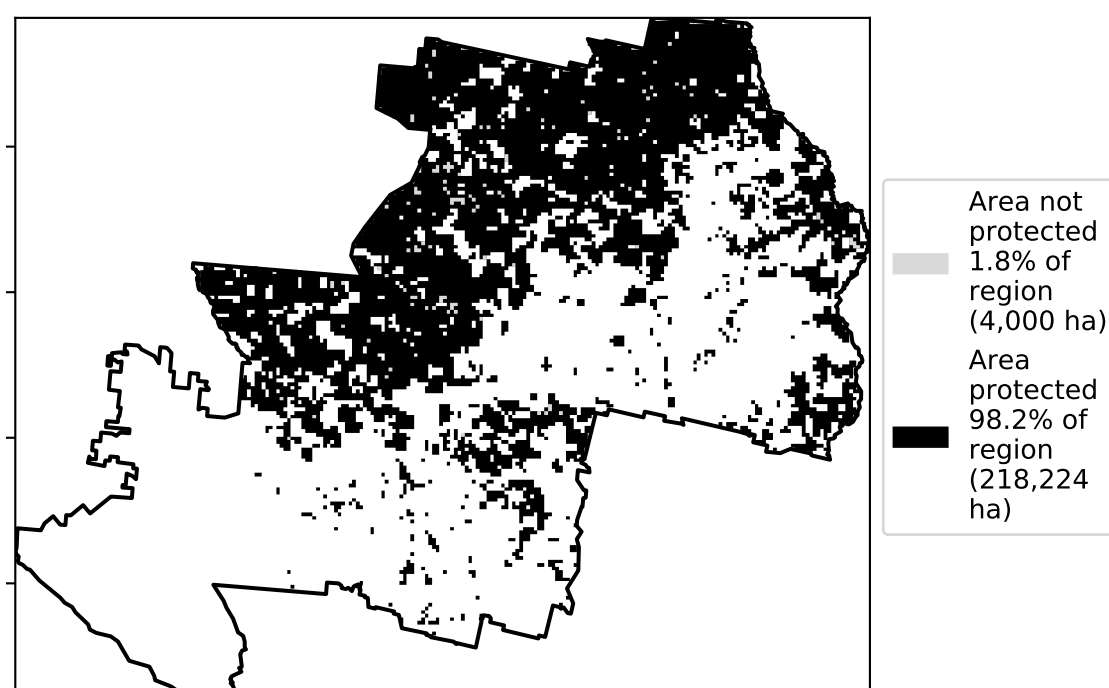 Area not
protected
1.8% of
region
(4,000 ha)
Area
protected
98.2% of
region
(218,224
ha)